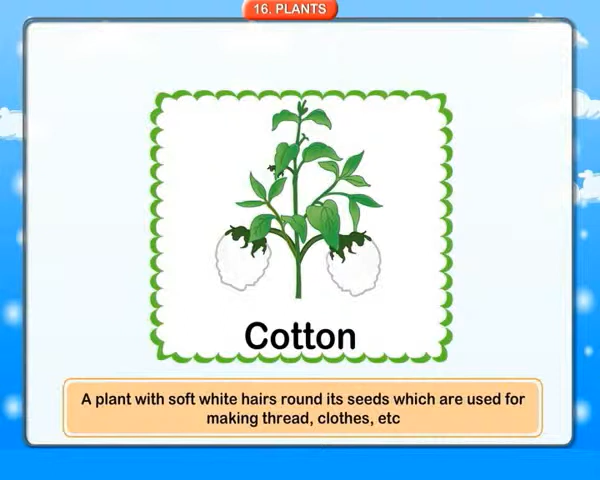 16. PLANTS
Cotton
A plant with soft white hairs round its seeds which are used for
making thread, clothes, etc